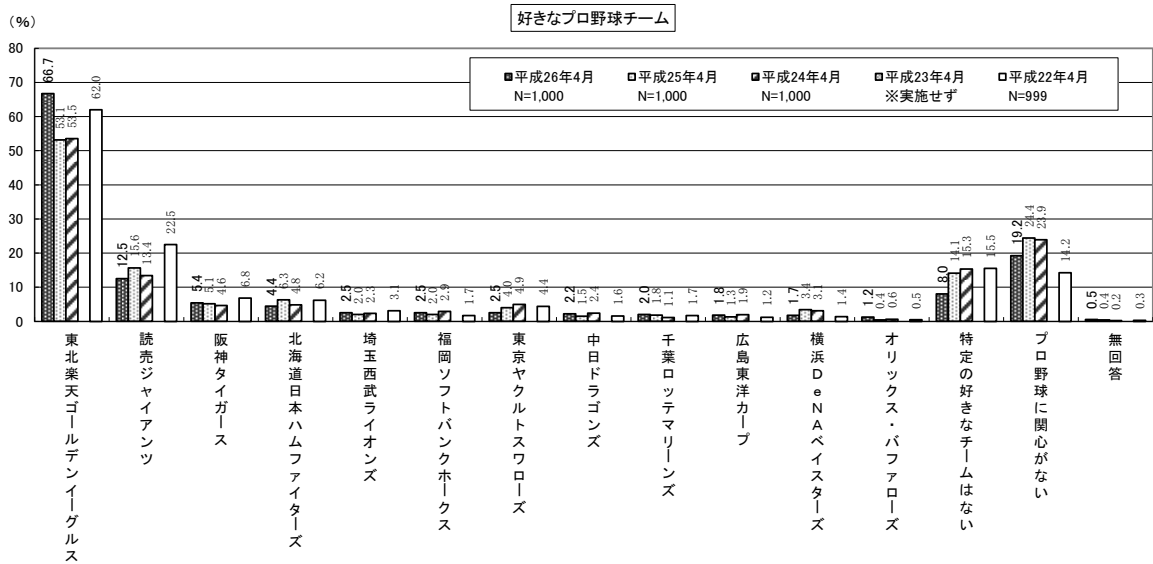 好きなプロ野球チーム
(%)
80
70
60
50
40
30
20
10
0
平成26年4月 平成25年4月 平成24年4月 平成23年4月 平成22年4月
N=1,000 N=1,000 N=1,000 ※実施せず N=999
66.7 53.1 53.5 62.0
12.5 15.6 13.4 22.5
5.4 5.1 4.6 6.8
4.4 6.3 4.8 6.2
2.5 2.0 2.3 3.1
2.5 2.0 2.9 1.7
2.5 4.0 4.9 4.4
2.2 1.5 2.4 1.6
2.0 1.8 1.1 1.7
1.8 1.3 1.9 1.2
1.7 3.4 3.1 1.4
1.2 0.4 0.6 0.5
8.0 14.1 15.3 15.5
19.2 24.4 23.9 14.2
0.5 0.4 0.2 0.3
東北楽天ゴールデンイーグルス
読売ジャイアンツ
阪神タイガース
北海道日本ハムファイターズ
埼玉西武ライオンズ
福岡ソフトバンクホークス
東京ヤクルトスワローズ
中日ドラゴンズ
千葉ロッテマリーンズ
広島東洋カープ
横浜DeNAベイスターズ
オリックス・バファローズ
特定の好きなチームはない
プロ野球に関心がない
無回答